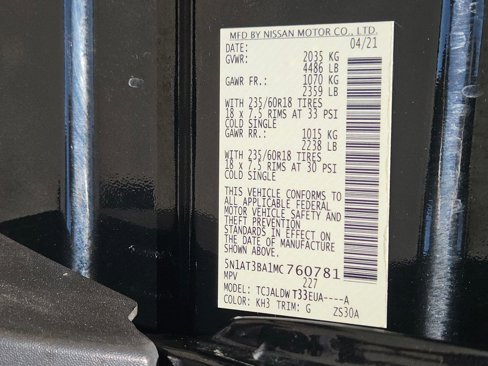 MFD BY NISSAN MOTOR CO., LTD.
DATE: 04/21
GVWR: 2035 KG
4486 LB
GAWR FR.: 1070 KG
2359 LB
WITH 235/60R18 TIRES
18 x 7.5 RIMS AT 33 PSI
COLD SINGLE
GAWR RR.: 1015 KG
2238 LB
WITH 235/60R18 TIRES
18 x 7.5 RIMS AT 30 PSI
COLD SINGLE
THIS VEHICLE CONFORMS TO
ALL APPLICABLE FEDERAL
MOTOR VEHICLE SAFETY AND
THEFT PREVENTION
STANDARDS IN EFFECT ON
THE DATE OF MANUFACTURE
SHOWN ABOVE.
5N1AT3BA1MC760781
MPV 227
MODEL: TCJALDWT33EUA----A
COLOR: KH3 TRIM: G ZS30A